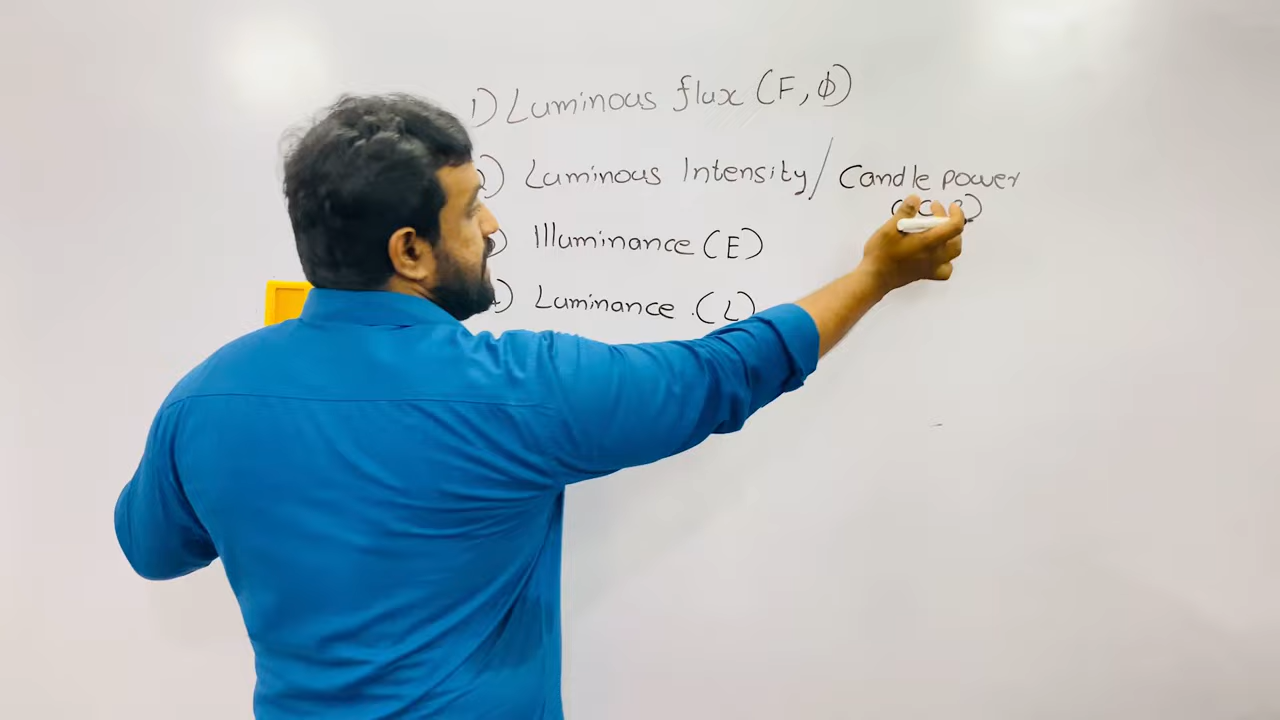 1) Luminous flux (F, Φ)
) Luminous Intensity/ Candle power
) Illuminance (E)
) Luminance (L)